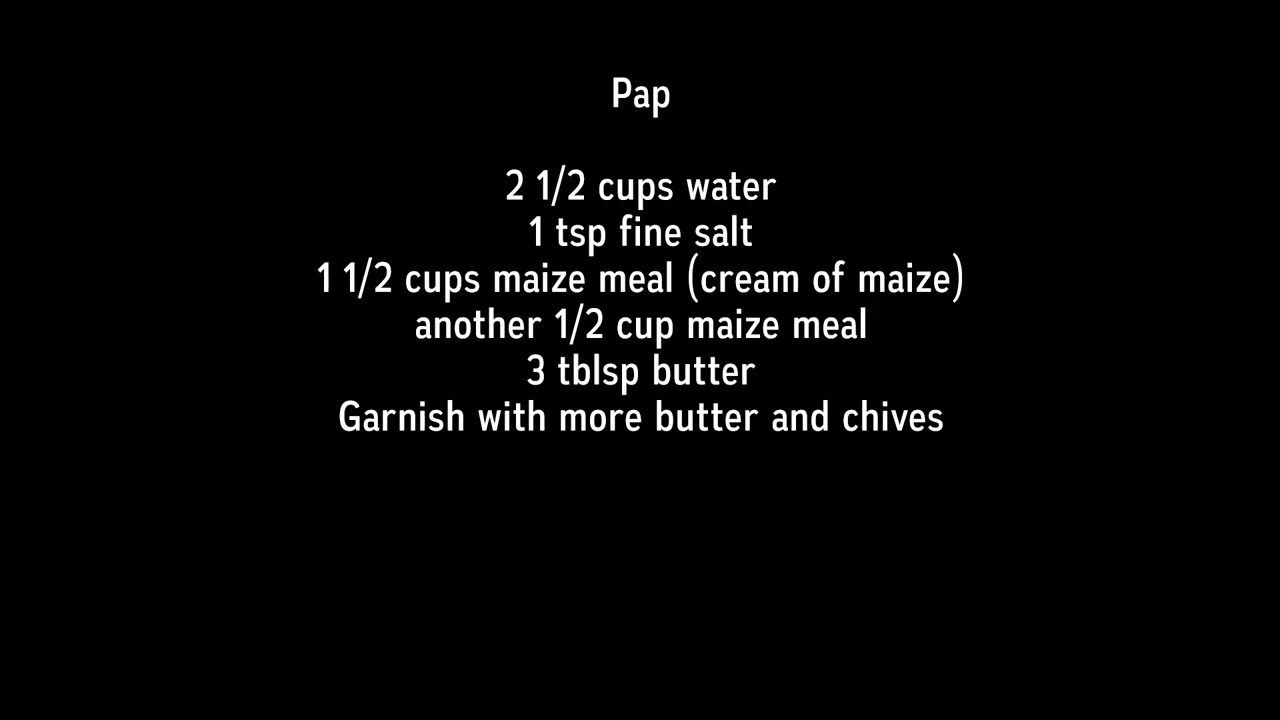 Pap
2 1/2 cups water
1 tsp fine salt
1 1/2 cups maize meal (cream of maize)
another 1/2 cup maize meal
3 tblsp butter
Garnish with more butter and chives